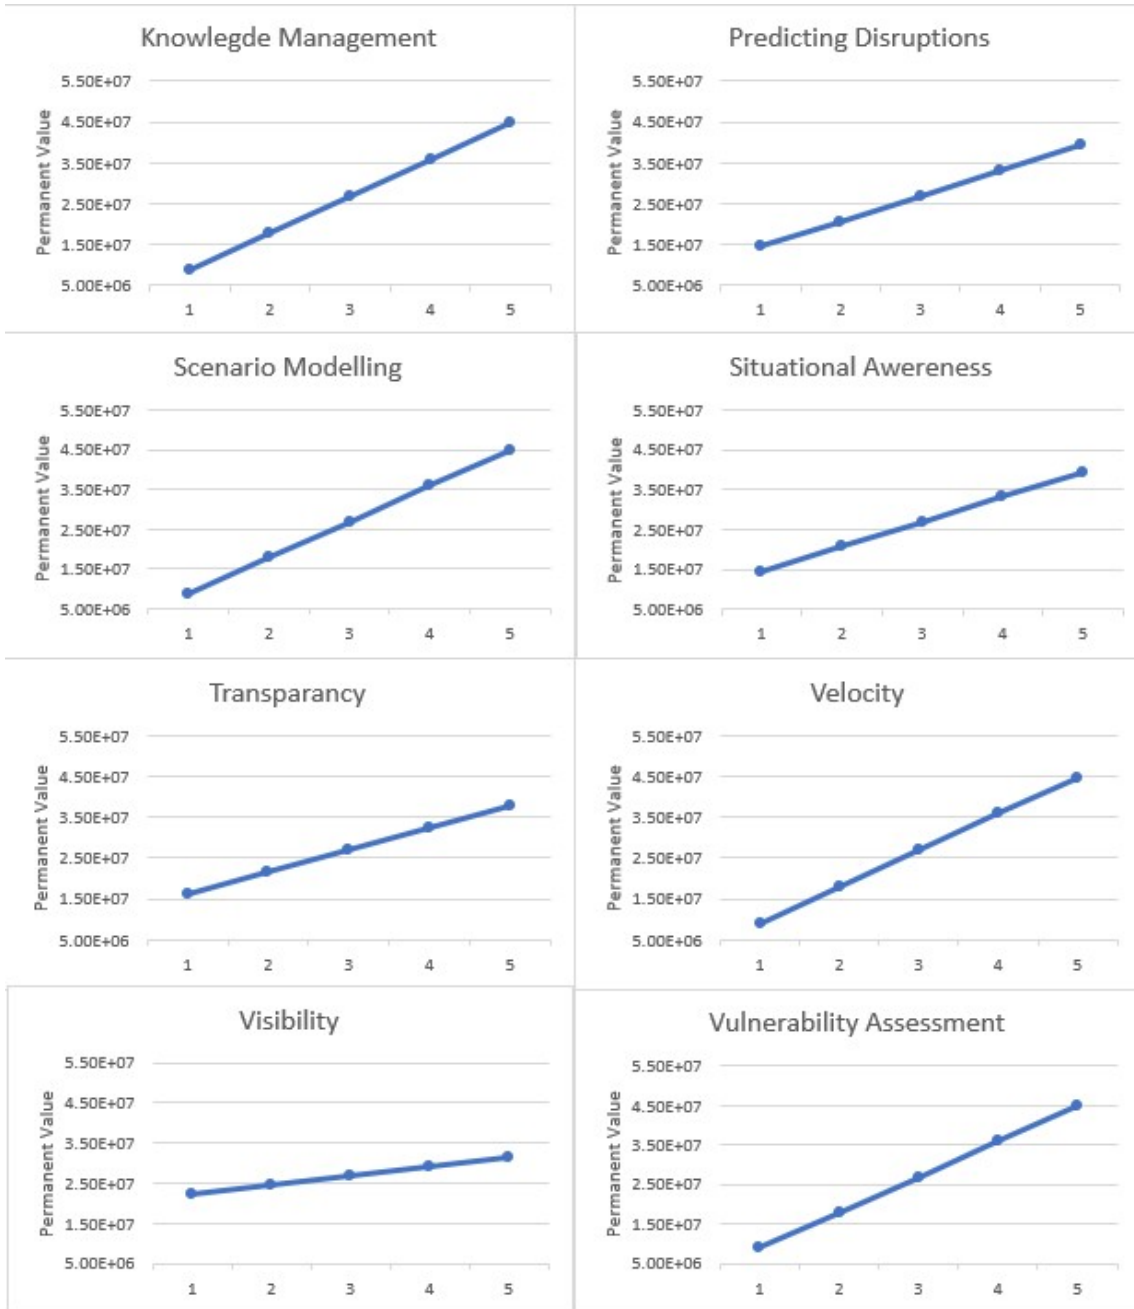 Knowlegde Management
Permanent Value
5.50E+07
4.50E+07
3.50E+07
2.50E+07
1.50E+07
5.00E+06
1 2 3 4 5
Predicting Disruptions
Permanent Value
5.50E+07
4.50E+07
3.50E+07
2.50E+07
1.50E+07
5.00E+06
1 2 3 4 5
Scenario Modelling
Permanent Value
5.50E+07
4.50E+07
3.50E+07
2.50E+07
1.50E+07
5.00E+06
1 2 3 4 5
Situational Awereness
Permanent Value
5.50E+07
4.50E+07
3.50E+07
2.50E+07
1.50E+07
5.00E+06
1 2 3 4 5
Transparancy
Permanent Value
5.50E+07
4.50E+07
3.50E+07
2.50E+07
1.50E+07
5.00E+06
1 2 3 4 5
Velocity
Permanent Value
5.50E+07
4.50E+07
3.50E+07
2.50E+07
1.50E+07
5.00E+06
1 2 3 4 5
Visibility
Permanent Value
5.50E+07
4.50E+07
3.50E+07
2.50E+07
1.50E+07
5.00E+06
1 2 3 4 5
Vulnerability Assessment
Permanent Value
5.50E+07
4.50E+07
3.50E+07
2.50E+07
1.50E+07
5.00E+06
1 2 3 4 5